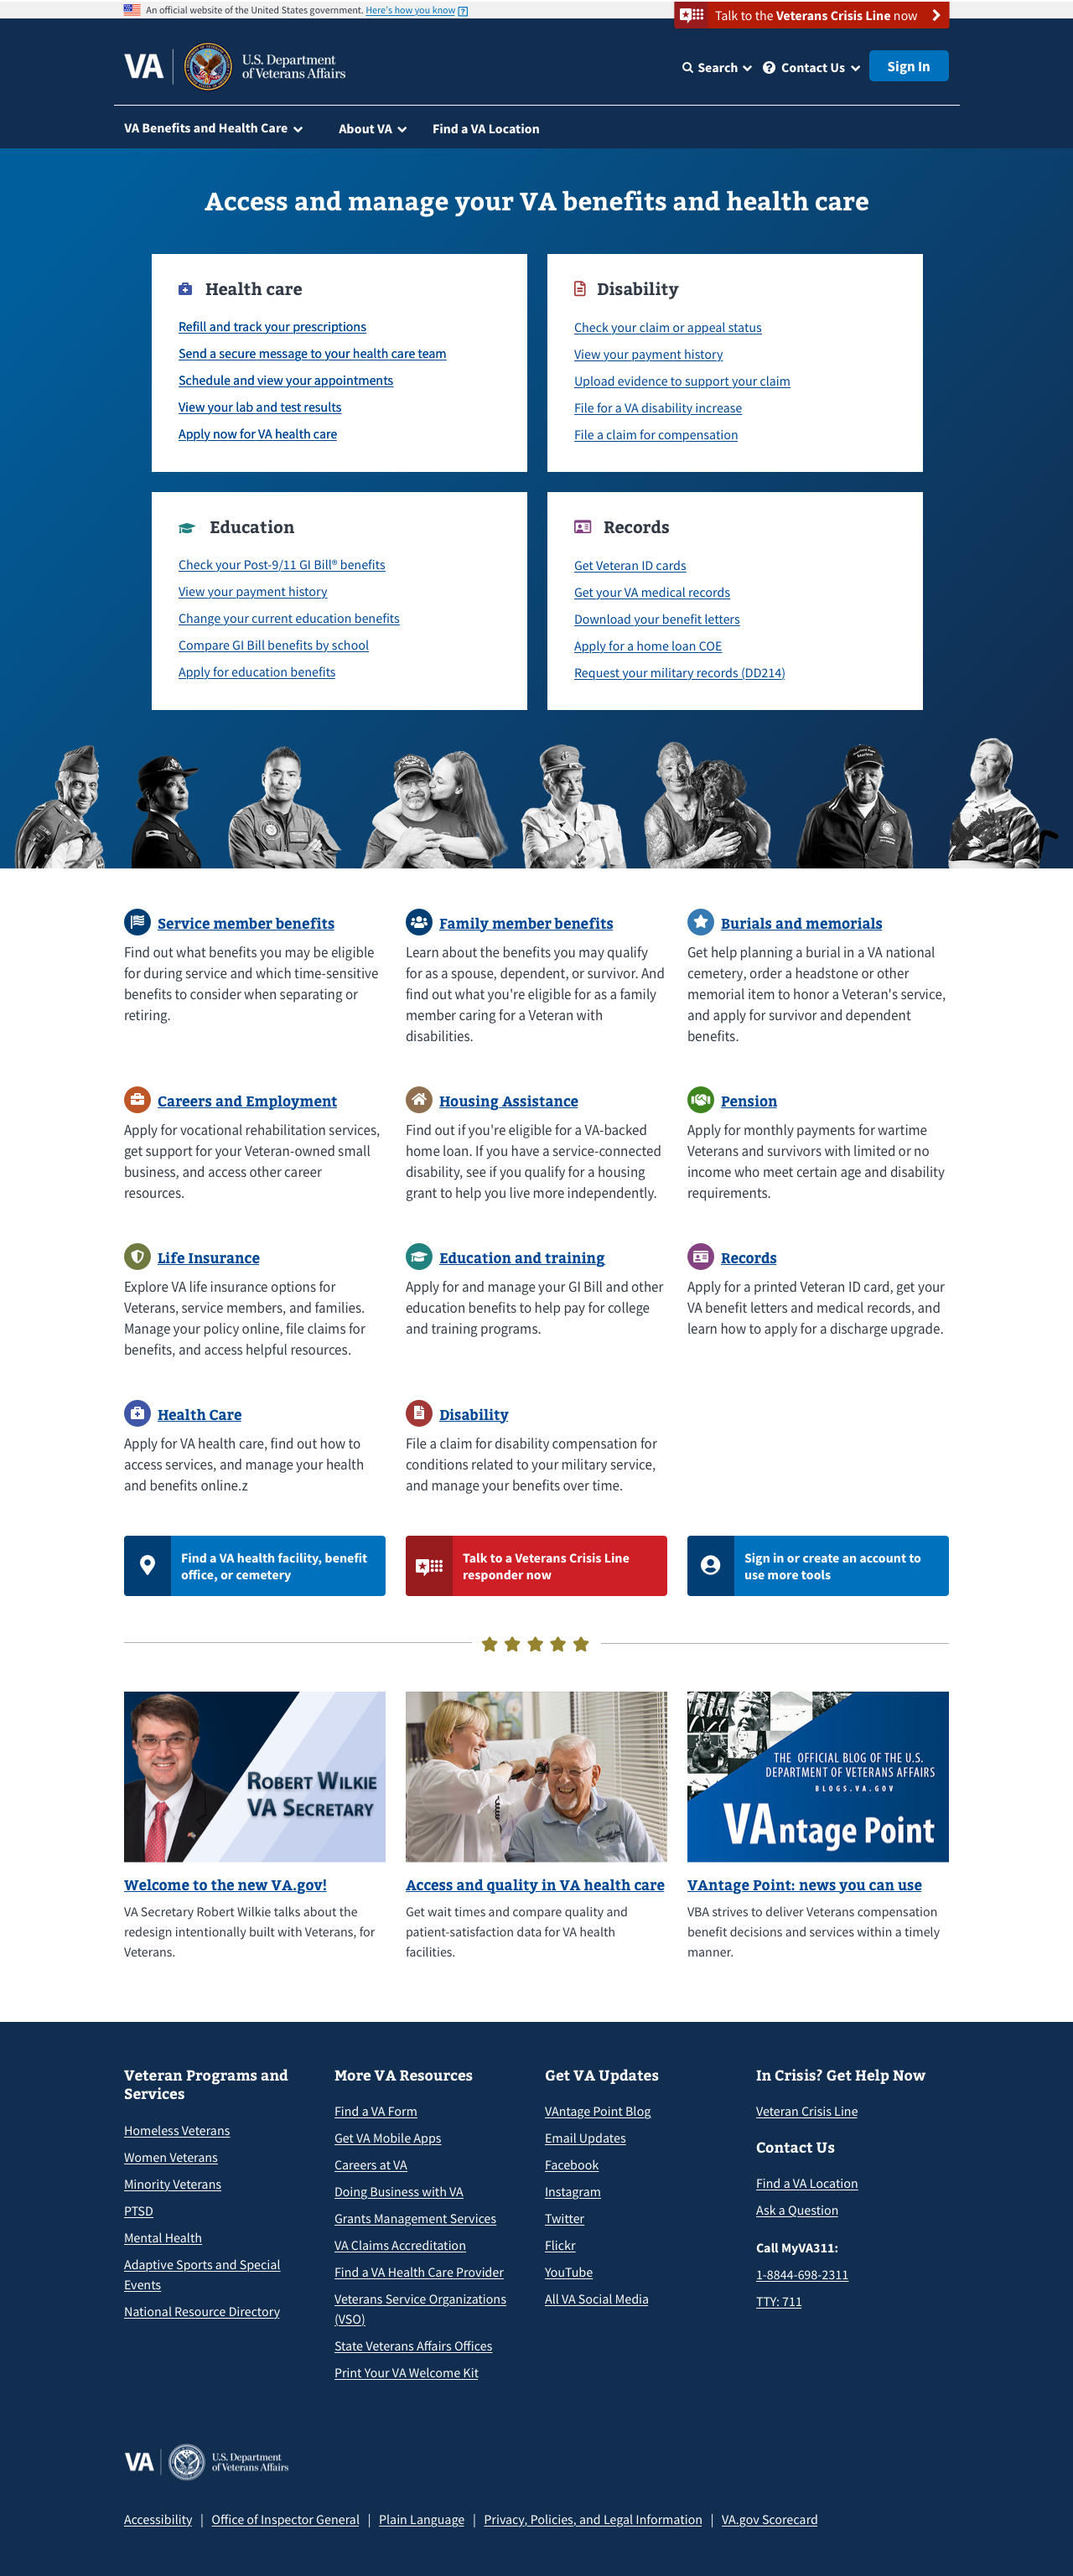 An official website of the United States government. Here's how you know
Talk to the Veterans Crisis Line now
VA
U.S. Department
of Veterans Affairs
Search
Contact Us
Sign In
VA Benefits and Health Care
About VA
Find a VA Location
Access and manage your VA benefits and health care
Health care
Refill and track your prescriptions
Send a secure message to your health care team
Schedule and view your appointments
View your lab and test results
Apply now for VA health care
Disability
Check your claim or appeal status
View your payment history
Upload evidence to support your claim
File for a VA disability increase
File a claim for compensation
Education
Check your Post-9/11 GI Bill® benefits
View your payment history
Change your current education benefits
Compare GI Bill benefits by school
Apply for education benefits
Records
Get Veteran ID cards
Get your VA medical records
Download your benefit letters
Apply for a home loan COE
Request your military records (DD214)
Service member benefits
Find out what benefits you may be eligible
for during service and which time-sensitive
benefits to consider when separating or
retiring.
Family member benefits
Learn about the benefits you may qualify
for as a spouse, dependent, or survivor. And
find out what you're eligible for as a family
member caring for a Veteran with
disabilities.
Burials and memorials
Get help planning a burial in a VA national
cemetery, order a headstone or other
memorial item to honor a Veteran's service,
and apply for survivor and dependent
benefits.
Careers and Employment
Apply for vocational rehabilitation services,
get support for your Veteran-owned small
business, and access other career
resources.
Housing Assistance
Find out if you're eligible for a VA-backed
home loan. If you have a service-connected
disability, see if you qualify for a housing
grant to help you live more independently.
Pension
Apply for monthly payments for wartime
Veterans and survivors with limited or no
income who meet certain age and disability
requirements.
Life Insurance
Explore VA life insurance options for
Veterans, service members, and families.
Manage your policy online, file claims for
benefits, and access helpful resources.
Education and training
Apply for and manage your GI Bill and other
education benefits to help pay for college
and training programs.
Records
Apply for a printed Veteran ID card, get your
VA benefit letters and medical records, and
learn how to apply for a discharge upgrade.
Health Care
Apply for VA health care, find out how to
access services, and manage your health
and benefits online.z
Disability
File a claim for disability compensation for
conditions related to your military service,
and manage your benefits over time.
Find a VA health facility, benefit
office, or cemetery
Talk to a Veterans Crisis Line
responder now
Sign in or create an account to
use more tools
ROBERT WILKIE
VA SECRETARY
THE OFFICIAL BLOG OF THE U.S.
DEPARTMENT OF VETERANS AFFAIRS
BLOGS.VA.GOV
VAntage Point
Welcome to the new VA.gov!
VA Secretary Robert Wilkie talks about the
redesign intentionally built with Veterans, for
Veterans.
Access and quality in VA health care
Get wait times and compare quality and
patient-satisfaction data for VA health
facilities.
VAntage Point: news you can use
VBA strives to deliver Veterans compensation
benefit decisions and services within a timely
manner.
Veteran Programs and
Services
Homeless Veterans
Women Veterans
Minority Veterans
PTSD
Mental Health
Adaptive Sports and Special
Events
National Resource Directory
More VA Resources
Find a VA Form
Get VA Mobile Apps
Careers at VA
Doing Business with VA
Grants Management Services
VA Claims Accreditation
Find a VA Health Care Provider
Veterans Service Organizations
(VSO)
State Veterans Affairs Offices
Print Your VA Welcome Kit
Get VA Updates
VAntage Point Blog
Email Updates
Facebook
Instagram
Twitter
Flickr
YouTube
All VA Social Media
In Crisis? Get Help Now
Veteran Crisis Line
Contact Us
Find a VA Location
Ask a Question
Call MyVA311:
1-8844-698-2311
TTY: 711
VA
U.S. Department
of Veterans Affairs
Accessibility | Office of Inspector General | Plain Language | Privacy, Policies, and Legal Information | VA.gov Scorecard